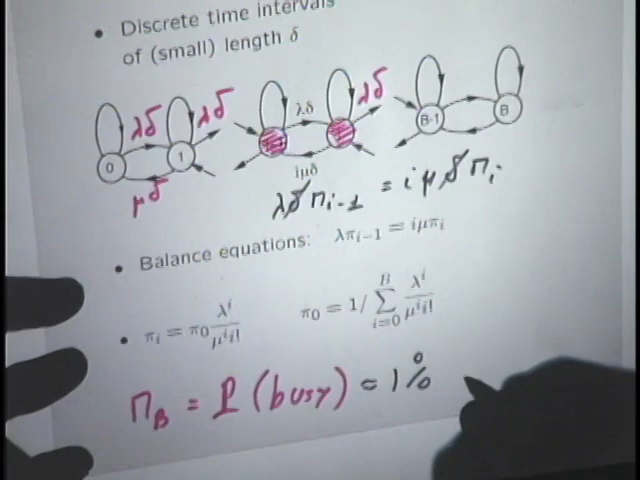 • Discrete time intervals
of (small) length δ
λδ λδ λδ λδ
0 1 B-1 B
μδ iμδ
λδπi-1 = iμδπi
• Balance equations: λπi−1 = iμπi
• πi = π0 λ^i/μ^i i! π0 = 1/ ∑_{i=0}^{B} λ^i/μ^i i!
πB = P(busy) ≈ 1%